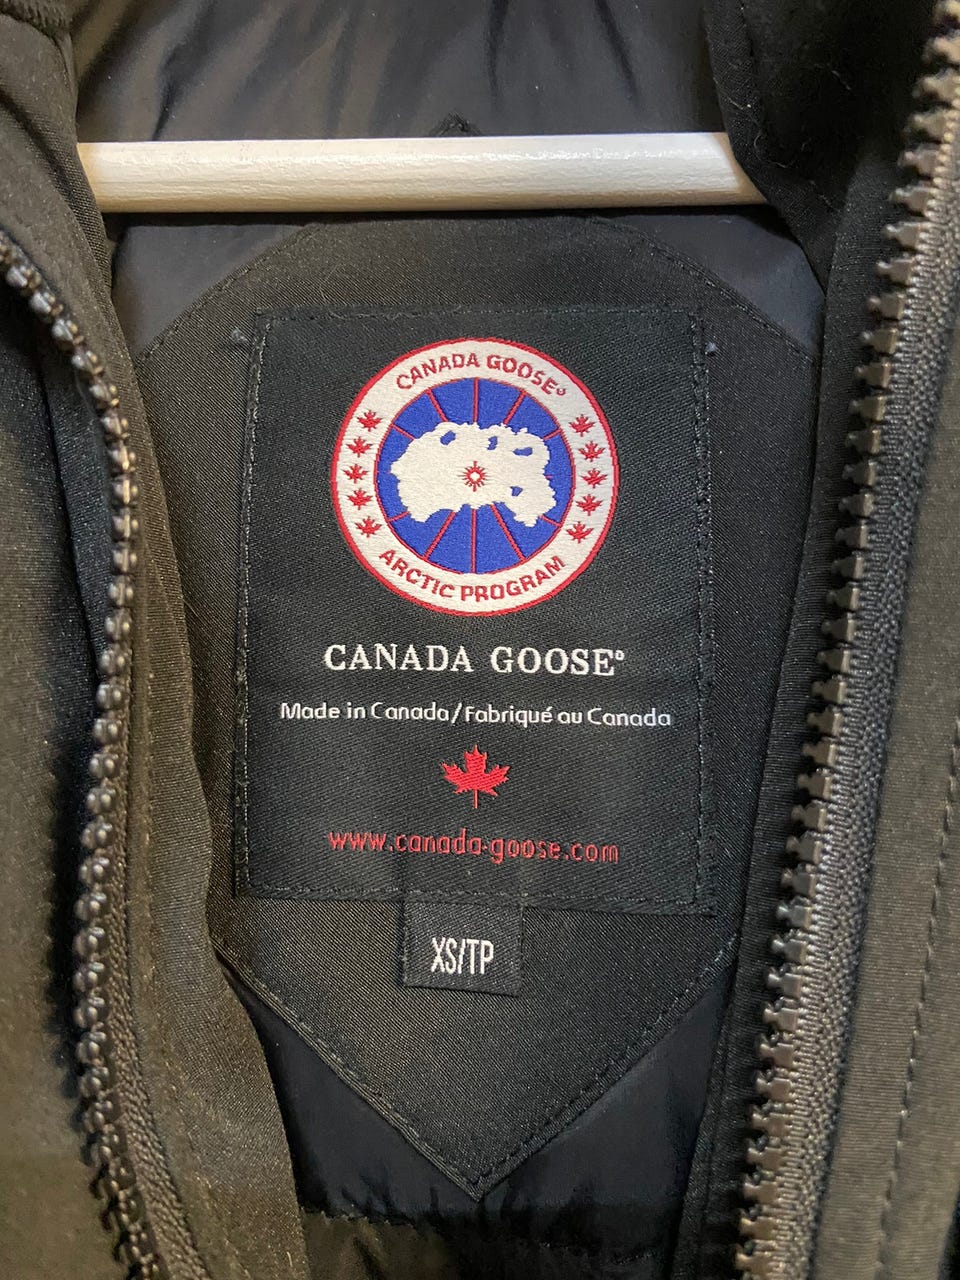 CANADA GOOSE®
ARCTIC PROGRAM
CANADA GOOSE®
Made in Canada/Fabriqué au Canada
www.canada-goose.com
XS/TP